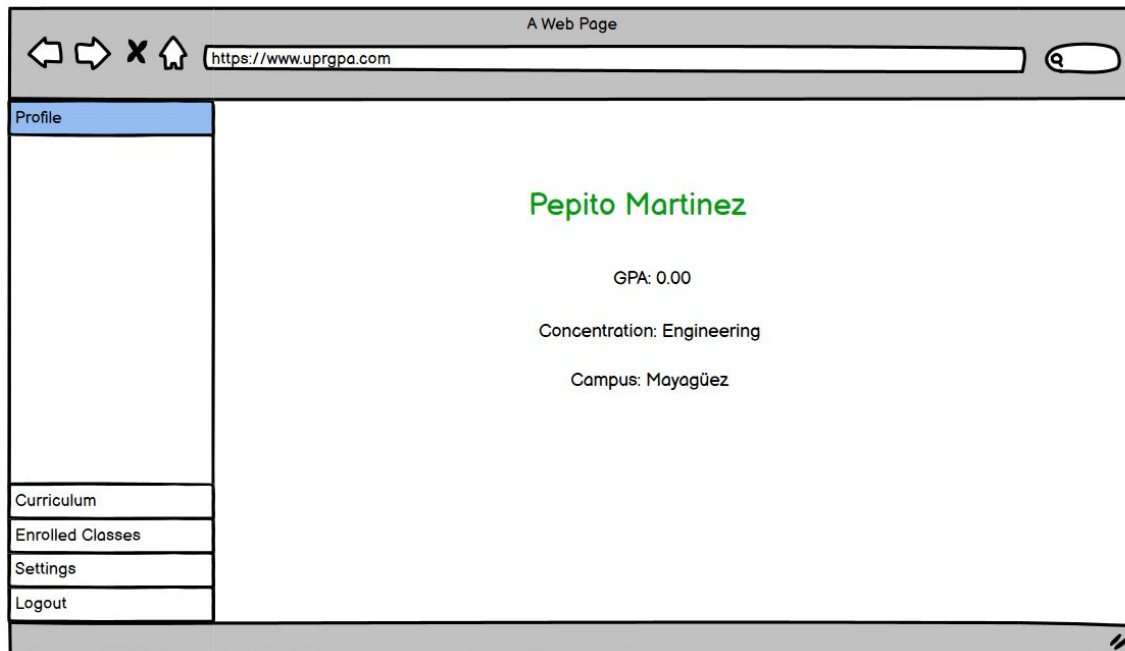 A Web Page
https://www.uprgpa.com
Profile
Pepito Martinez
GPA: 0.00
Concentration: Engineering
Campus: Mayagüez
Curriculum
Enrolled Classes
Settings
Logout